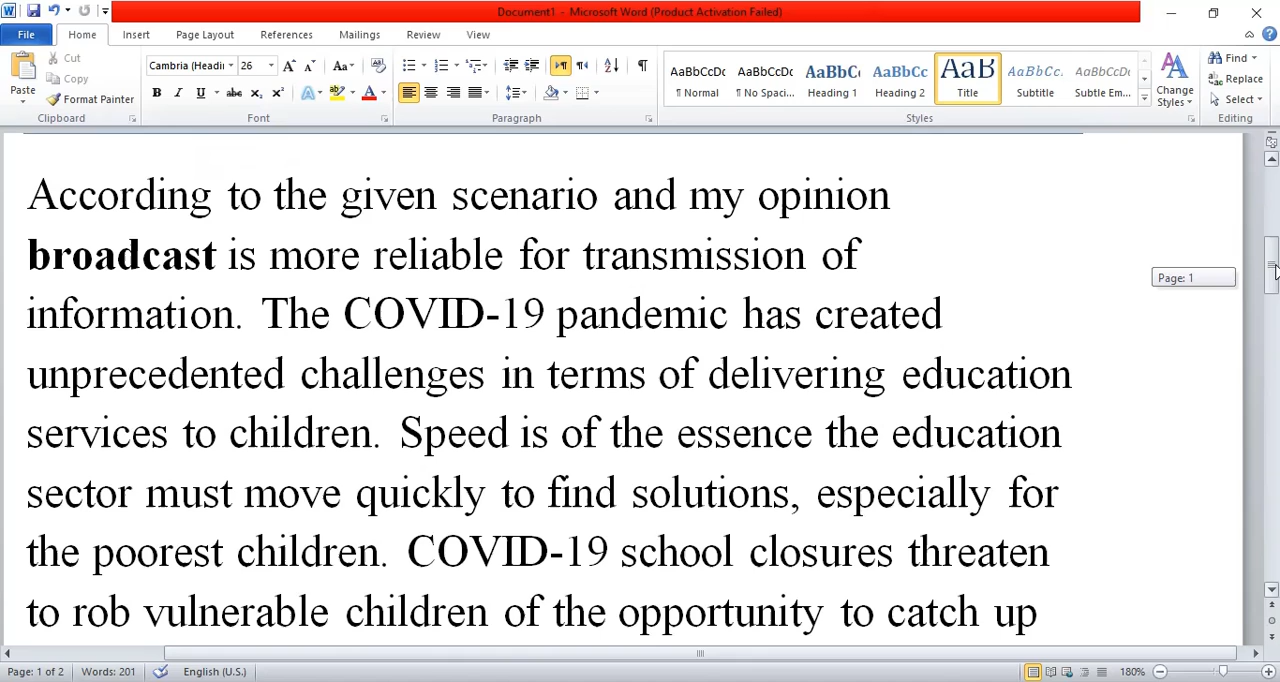 Document1 - Microsoft Word (Product Activation Failed)
File Home Insert Page Layout References Mailings Review View
Paste
Cut
Copy
Format Painter
Clipboard
Cambria (Headi 26
Font
Paragraph
AaBbCcDc AaBbCcDc AaBbC AaBbCc AaB AaBbCc. AaBbCcDc
¶ Normal ¶ No Spaci... Heading 1 Heading 2 Title Subtitle Subtle Em...
Change Styles
Styles
Find
Replace
Select
Editing
According to the given scenario and my opinion
broadcast is more reliable for transmission of
information. The COVID-19 pandemic has created
unprecedented challenges in terms of delivering education
services to children. Speed is of the essence the education
sector must move quickly to find solutions, especially for
the poorest children. COVID-19 school closures threaten
to rob vulnerable children of the opportunity to catch up
Page: 1
Page: 1 of 2 Words: 201 English (U.S.) 180%